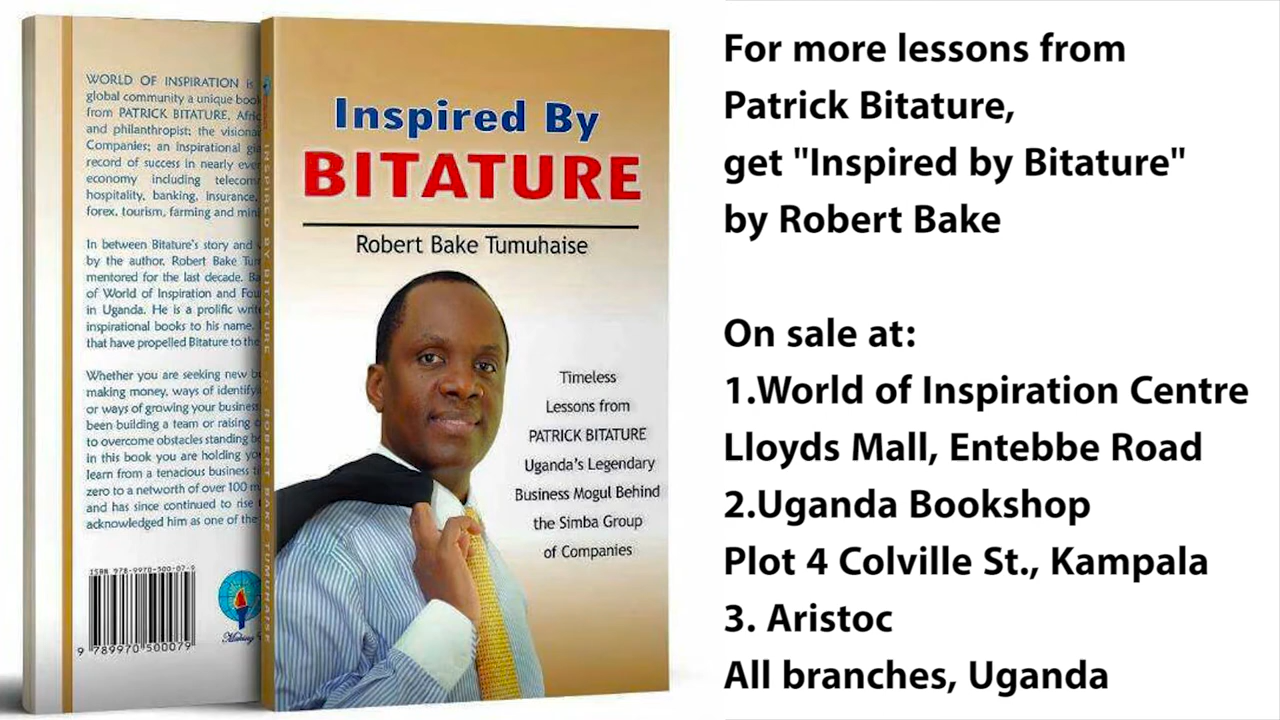 WORLD OF INSPIRATION is
global community a unique book
from PATRICK BITATURE,
and philanthropist; the
Companies; an inspirational
record of success in nearly
economy including
hospitality, banking, insurance,
forex, tourism, farming and
In between Bitature's story and
by the author, Robert Bake
mentored for the last decade.
of World of Inspiration and
in Uganda. He is a prolific
inspirational books to his name.
that have propelled Bitature to the
Whether you are seeking new
making money, ways of
or ways of growing your business
been building a team or raising
to overcome obstacles standing
in this book you are holding
learn from a tenacious business
zero to a networth of over 100
and has since continued to rise
acknowledged him as one of the
ISBN 978-9970-500-07-9
9 789970 500079
INSPIRED BY BITATURE : ROBERT BAKE TUMUHAISE
Inspired By
BITATURE
Robert Bake Tumuhaise
Timeless
Lessons from
PATRICK BITATURE
Uganda's Legendary
Business Mogul Behind
the Simba Group
of Companies
For more lessons from
Patrick Bitature,
get "Inspired by Bitature"
by Robert Bake
On sale at:
1.World of Inspiration Centre
Lloyds Mall, Entebbe Road
2.Uganda Bookshop
Plot 4 Colville St., Kampala
3. Aristoc
All branches, Uganda